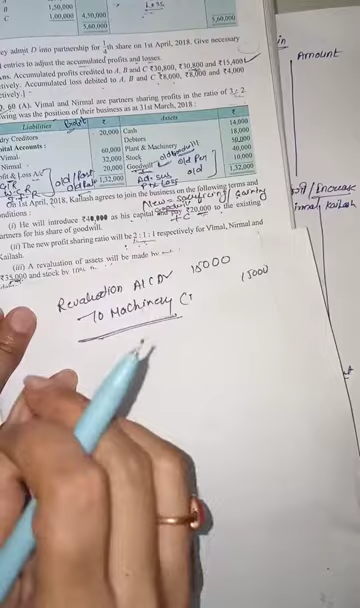 B 1,50,000
C 1,00,000 4,50,000
5,60,000 5,60,000
Loss
ey admit D into partnership for th share on 1st April, 2018. Give necessary
l entries to adjust the accumulated profits and losses.
ns. Accumulated profits credited to A, B and C ₹30,800, ₹30,800 and ₹15,400
ctively. Accumulated loss debited to A, B and C ₹8,000, ₹8,000 and ₹4,000
ctively.]
60 (A). Vimal and Nirmal are partners sharing profits in the ratio of 3 : 2.
wing was the position of their business as at 31st March, 2018 :
Liabilities ₹ Assets ₹
dry Creditors 20,000 Cash 14,000
Debtors 18,000
ital Accounts : Plant & Machinery 50,000
Vimal 60,000 Stock 40,000
Nirmal 32,000 Goodwill 10,000
fit & Loss A/c 20,000
1,32,000 1,32,000
old/Past
old
On 1st April, 2018, Kailash agrees to join the business on the following terms and
nditions :
(i) He will introduce ₹40,000 as his capital and pay ₹20,000 to the existing
artners for his share of goodwill.
(ii) The new profit sharing ratio will be 2 : 1 : 1 respectively for Vimal, Nirmal and
Kailash.
(iii) A revaluation of assets will be made by
₹35,000 and stock by
Revaluation A/C Dr 15000
To Machinery 15000
in
Amount
Kailash